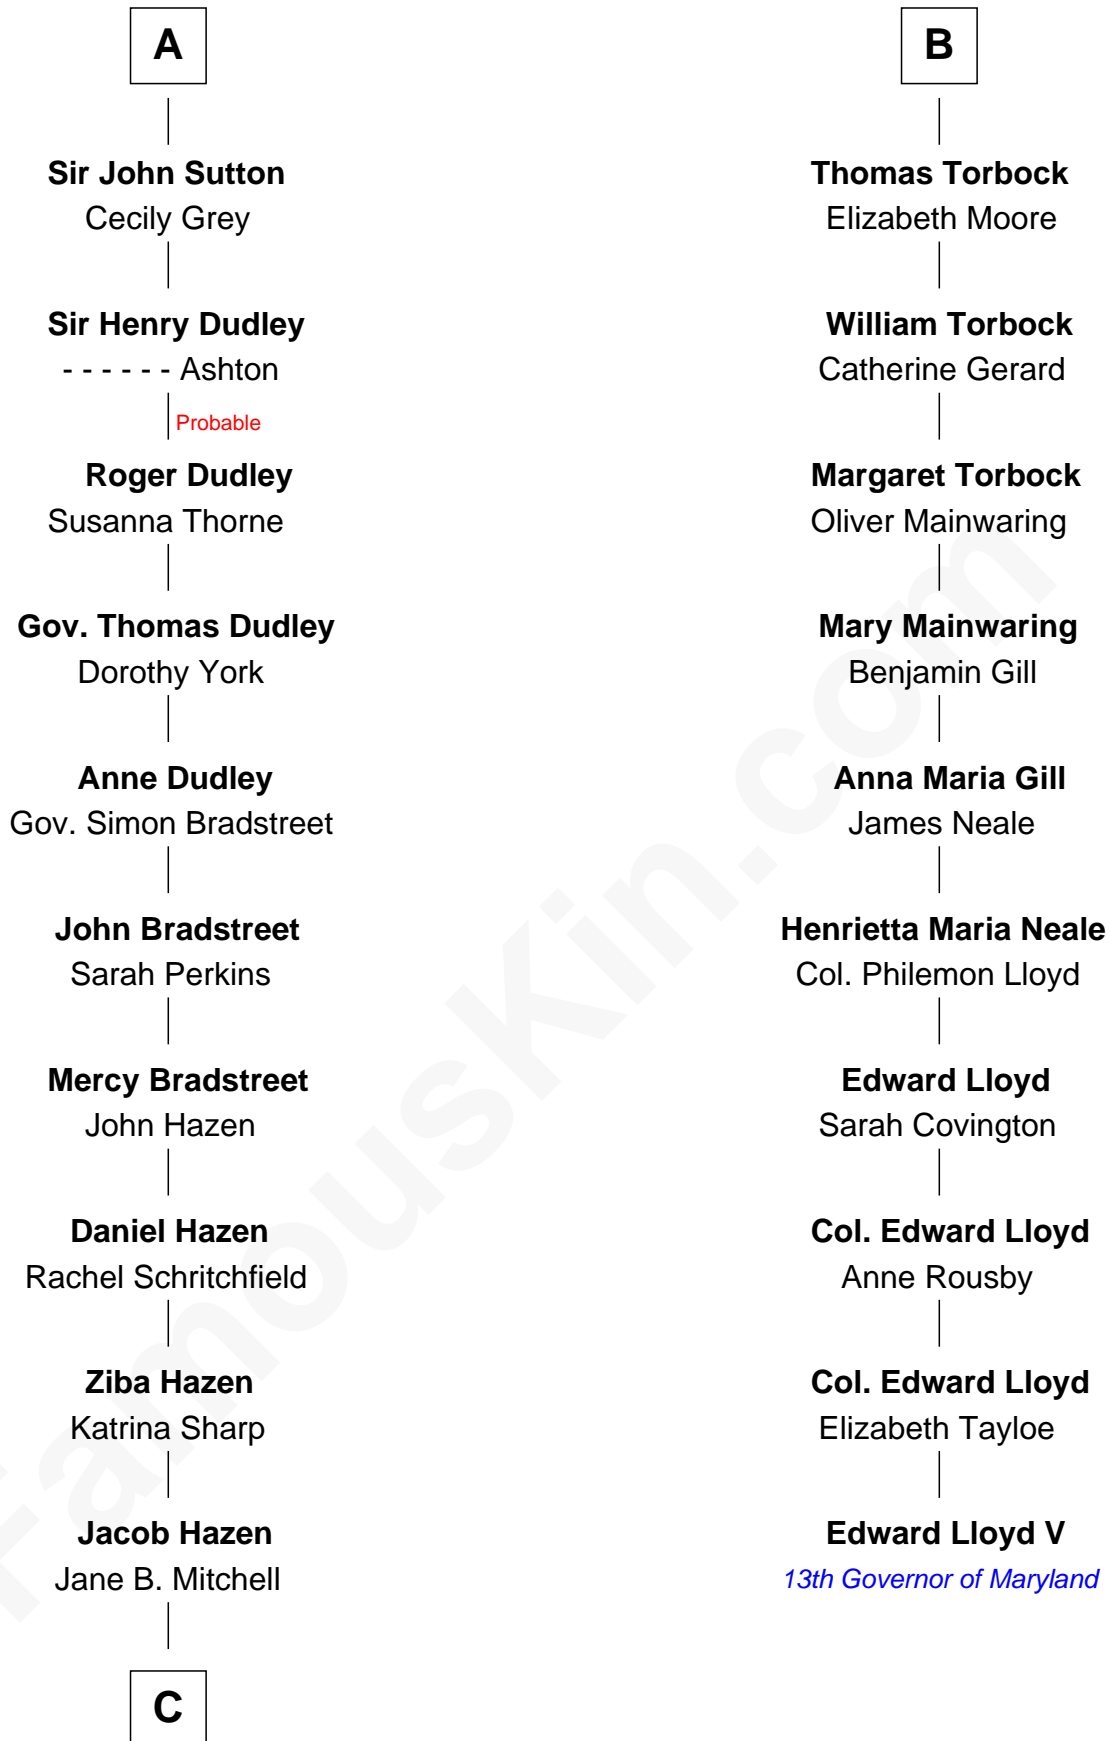 A
Sir John Sutton
Cecily Grey
Sir Henry Dudley
- - - - - - Ashton
Probable
Roger Dudley
Susanna Thorne
Gov. Thomas Dudley
Dorothy York
Anne Dudley
Gov. Simon Bradstreet
John Bradstreet
Sarah Perkins
Mercy Bradstreet
John Hazen
Daniel Hazen
Rachel Schritchfield
Ziba Hazen
Katrina Sharp
Jacob Hazen
Jane B. Mitchell
C
B
Thomas Torbock
Elizabeth Moore
William Torbock
Catherine Gerard
Margaret Torbock
Oliver Mainwaring
Mary Mainwaring
Benjamin Gill
Anna Maria Gill
James Neale
Henrietta Maria Neale
Col. Philemon Lloyd
Edward Lloyd
Sarah Covington
Col. Edward Lloyd
Anne Rousby
Col. Edward Lloyd
Elizabeth Tayloe
Edward Lloyd V
13th Governor of Maryland
FamousKin.com